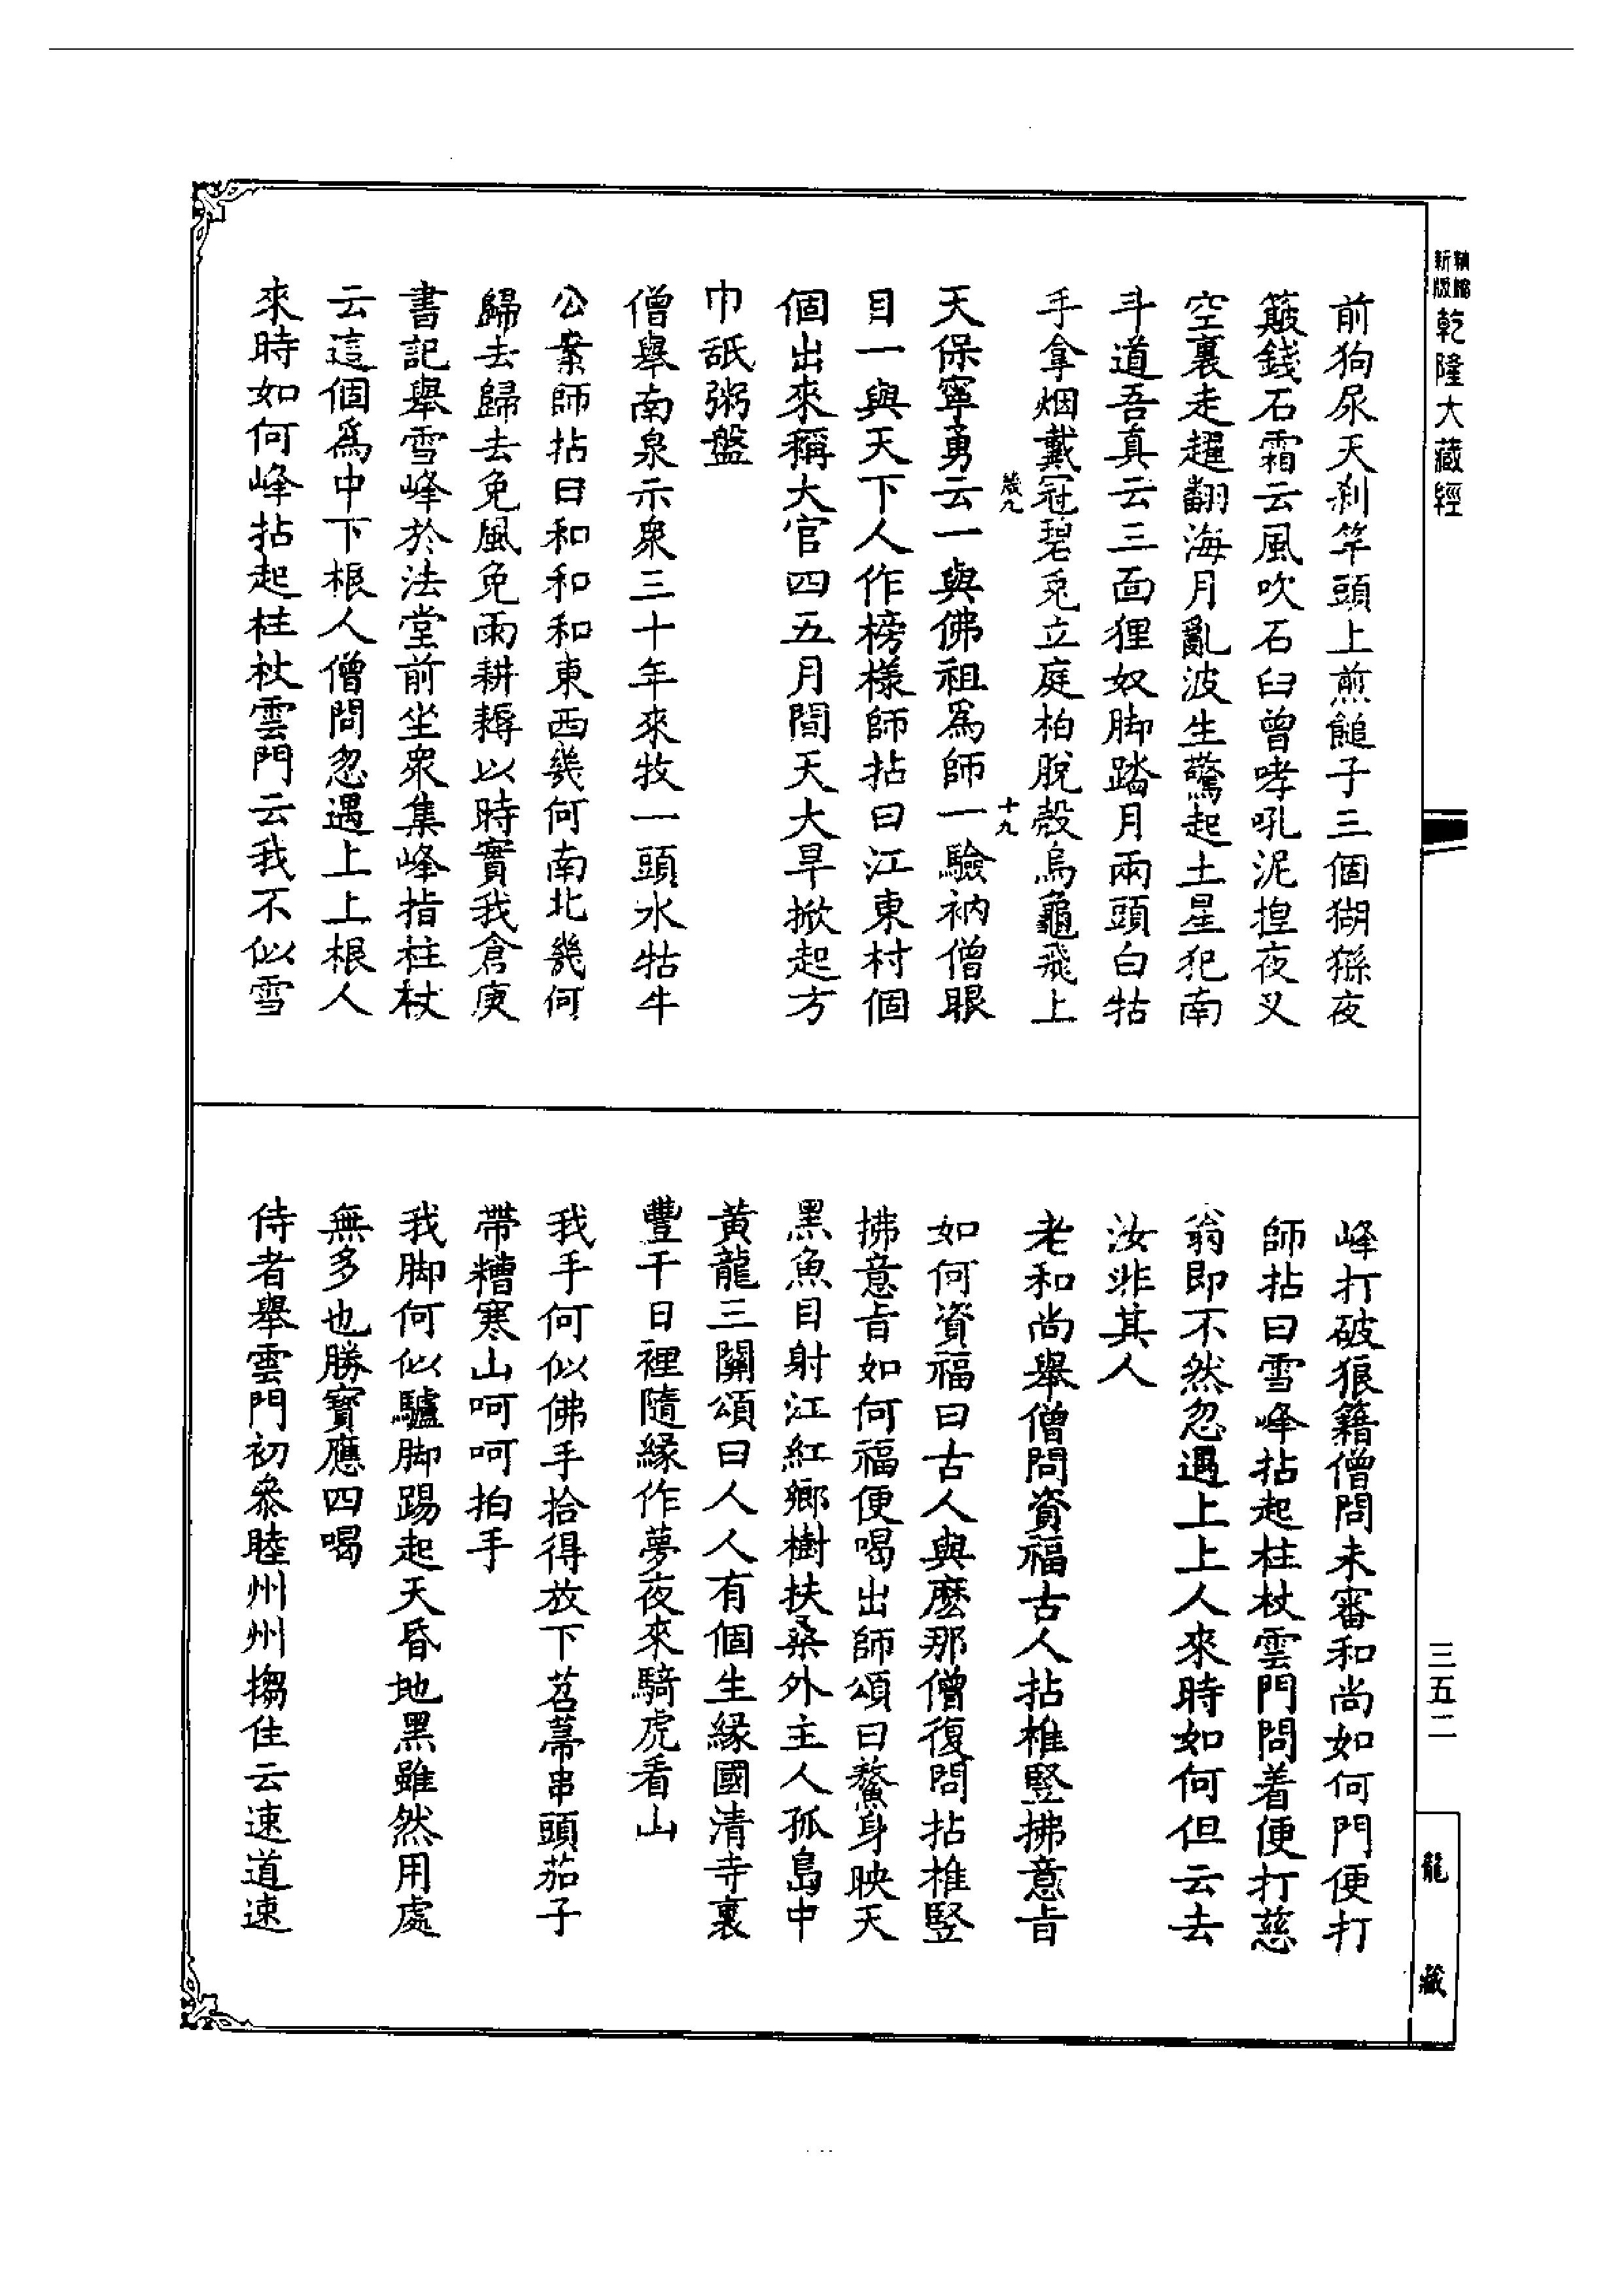 新版
乾隆大藏經
前狗尿天刹竿頭上煎䭔子三個猢猻夜
簸錢石霜云風吹石臼曾哮吼泥捏夜叉
空裏走趯翻海月亂波生驚起土星犯南
斗道吾真云三面狸奴脚踏月兩頭白牯
手拿烟戴冠碧兎立庭柏脫殻烏龜飛上
天保寧勇云一與佛祖爲師一驗衲僧眼
十九
目一與天下人作榜樣師拈曰江東村個
個出來稱大官四五月間天大旱掀起方
巾舐粥盤
僧舉南泉示衆三十年來牧一頭水牯牛
公案師拈曰和和和東西幾何南北幾何
歸去歸去免風免雨耕耨以時實我倉庾
書記舉雪峰於法堂前坐衆集峰指柱杖
云這個爲中下根人僧問忽遇上上根人
來時如何峰拈起柱杖雲門云我不似雪
峰打破狼籍僧問未審和尚如何門便打
師拈曰雪峰拈起柱杖雲門問着便打慈
翁即不然忽遇上上人來時如何但云去
汝非其人
老和尚舉僧問資福古人拈椎豎拂意旨
如何資福曰古人與麽那僧復問拈椎豎
拂意旨如何福便喝出師頌曰鰲身映天
黑魚目射江紅鄉樹扶桑外主人孤島中
黄龍三關頌曰人人有個生緣國清寺裏
豐干日裡隨緣作夢夜來騎虎看山
我手何似佛手拾得放下苕菷串頭茄子
帶糟寒山呵呵拍手
我脚何似驢脚踢起天昏地黑雖然用處
無多也勝寳應四喝
侍者舉雲門初叅睦州州搊住云速道速
三五二
龍藏